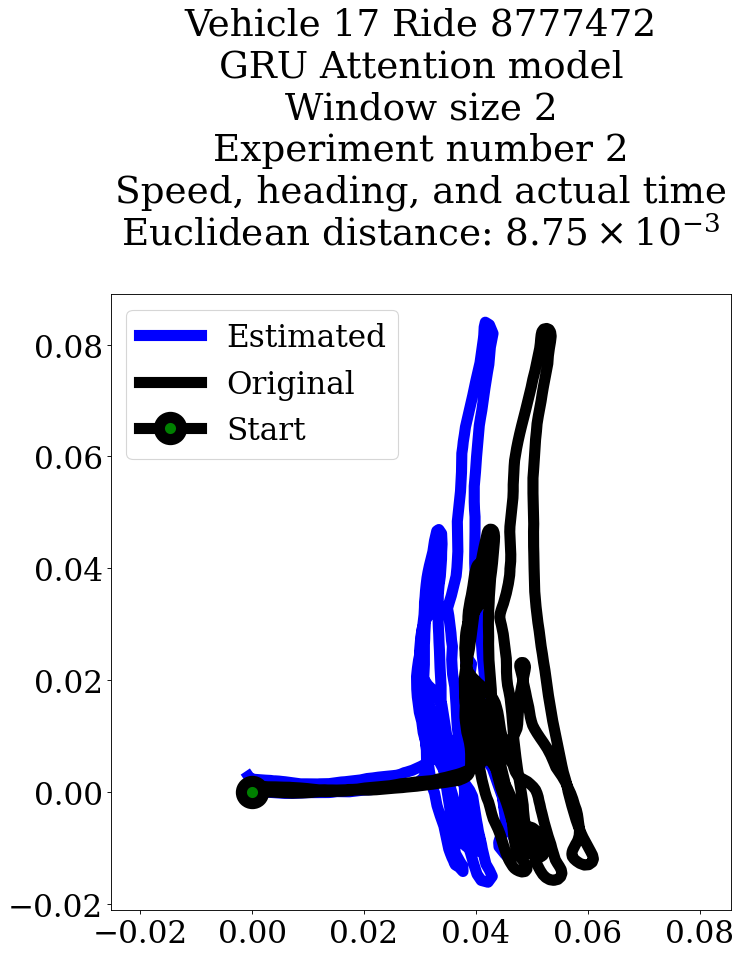 Vehicle 17 Ride 8777472
GRU Attention model
Window size 2
Experiment number 2
Speed, heading, and actual time
Euclidean distance: 8.75 × 10⁻³
Estimated
Original
Start
0.08
0.06
0.04
0.02
0.00
−0.02
−0.02 0.00 0.02 0.04 0.06 0.08